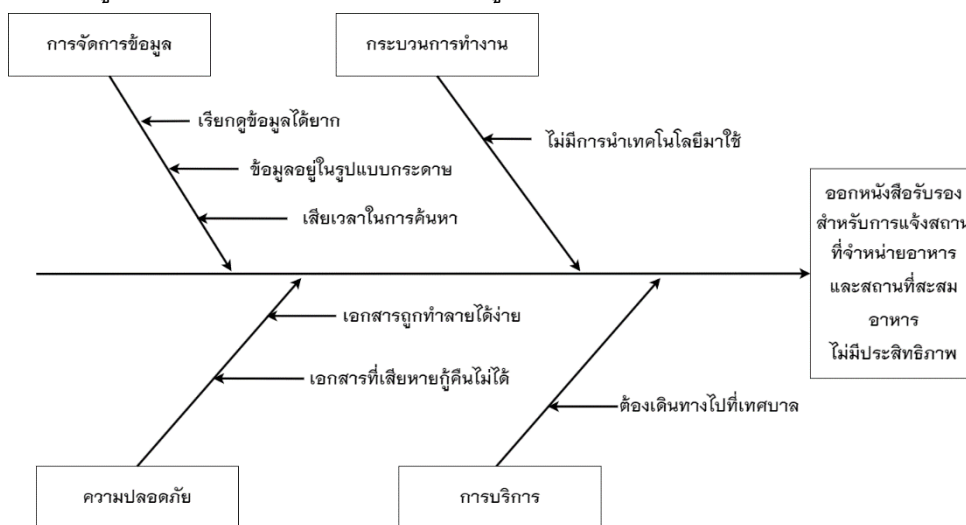 การจัดการข้อมูล
กระบวนการทำงาน
เรียกดูข้อมูลได้ยาก
ข้อมูลอยู่ในรูปแบบกระดาษ
เสียเวลาในการค้นหา
ไม่มีการนำเทคโนโลยีมาใช้
ออกหนังสือรับรอง
สำหรับการแจ้งสถาน
ที่จำหน่ายอาหาร
และสถานที่สะสม
อาหาร
ไม่มีประสิทธิภาพ
เอกสารถูกทำลายได้ง่าย
เอกสารที่เสียหายกู้คืนไม่ได้
ต้องเดินทางไปที่เทศบาล
ความปลอดภัย
การบริการ